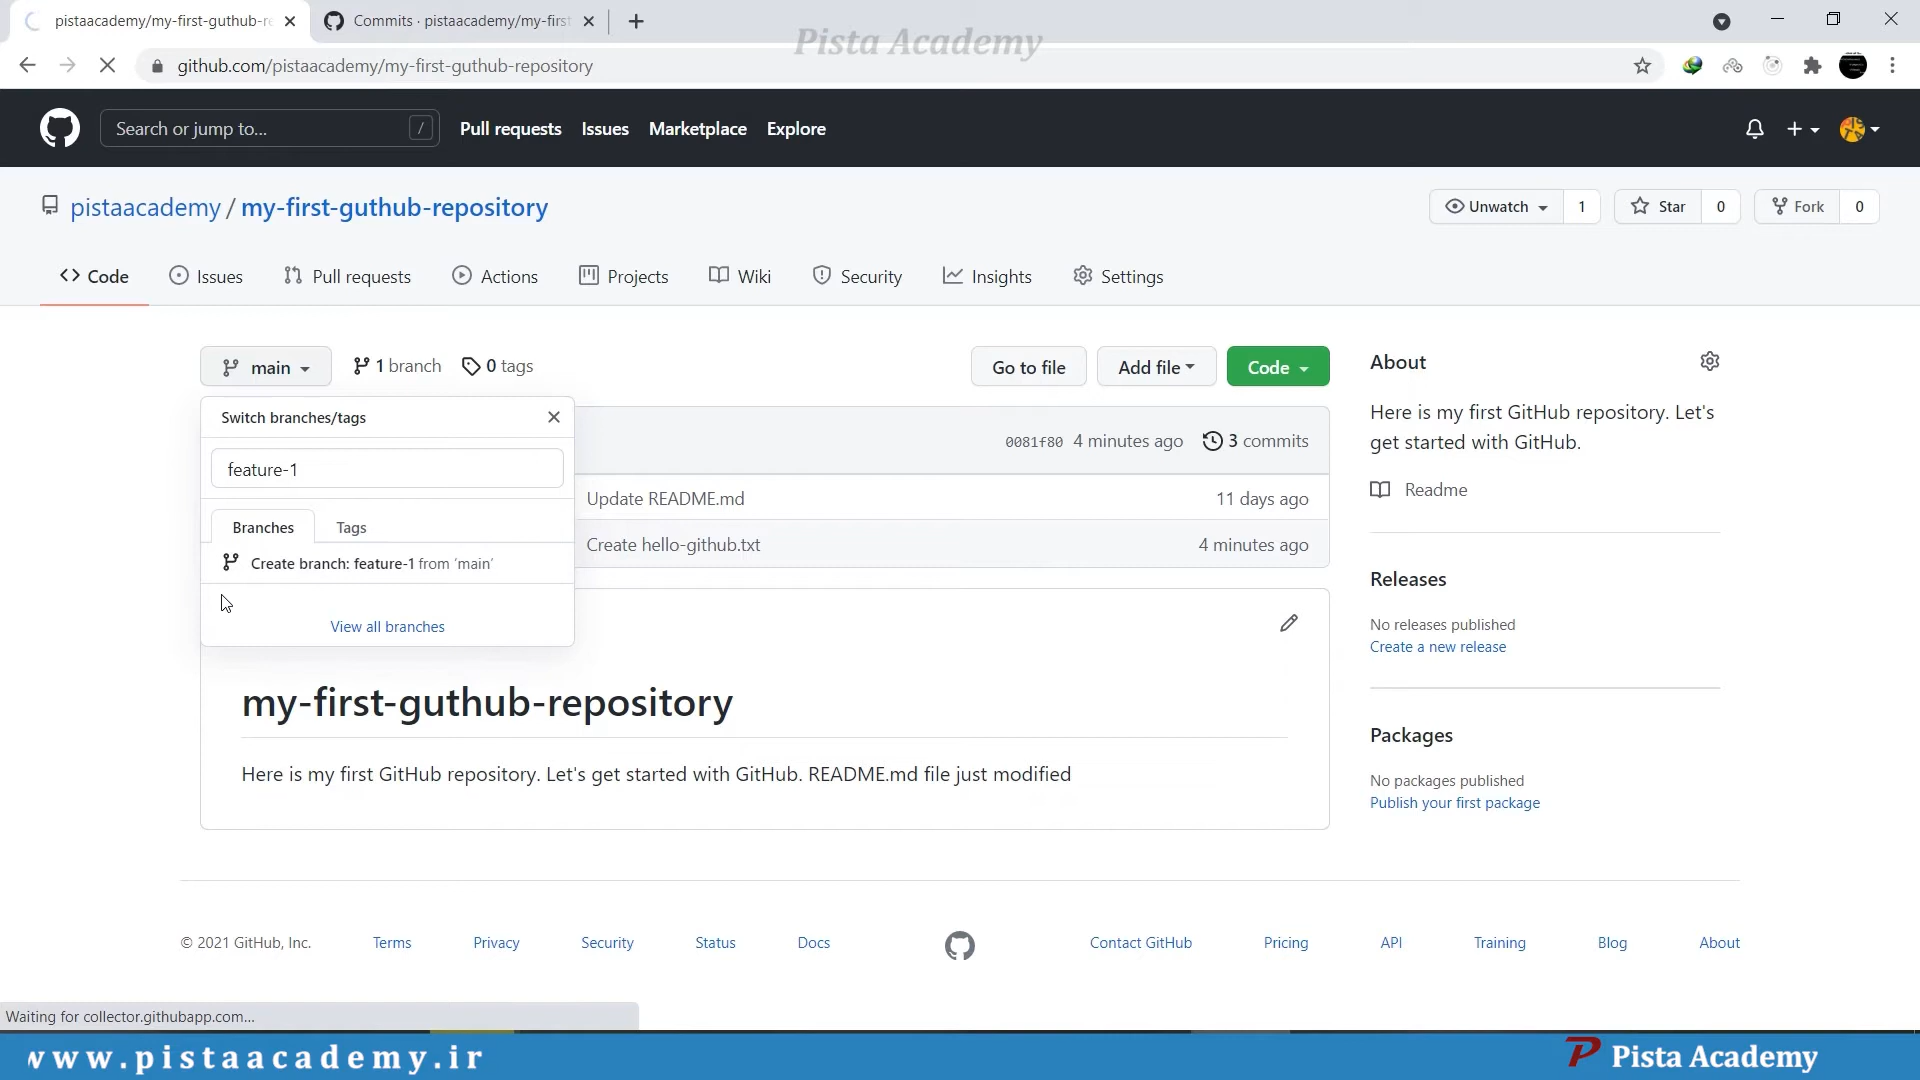 pistaacademy/my-first-guthub-re
Commits · pistaacademy/my-first
Pista Academy
github.com/pistaacademy/my-first-guthub-repository
Search or jump to... /
Pull requests Issues Marketplace Explore
pistaacademy / my-first-guthub-repository
Unwatch 1 Star 0 Fork 0
Code Issues Pull requests Actions Projects Wiki Security Insights Settings
main 1 branch 0 tags
Go to file Add file Code
About
Here is my first GitHub repository. Let's
get started with GitHub.
Readme
Switch branches/tags
feature-1
Branches Tags
Create branch: feature-1 from 'main'
View all branches
0081f80 4 minutes ago 3 commits
Update README.md 11 days ago
Create hello-github.txt 4 minutes ago
Releases
No releases published
Create a new release
my-first-guthub-repository
Here is my first GitHub repository. Let's get started with GitHub. README.md file just modified
Packages
No packages published
Publish your first package
© 2021 GitHub, Inc. Terms Privacy Security Status Docs Contact GitHub Pricing API Training Blog About
Waiting for collector.githubapp.com...
www.pistaacademy.ir
Pista Academy